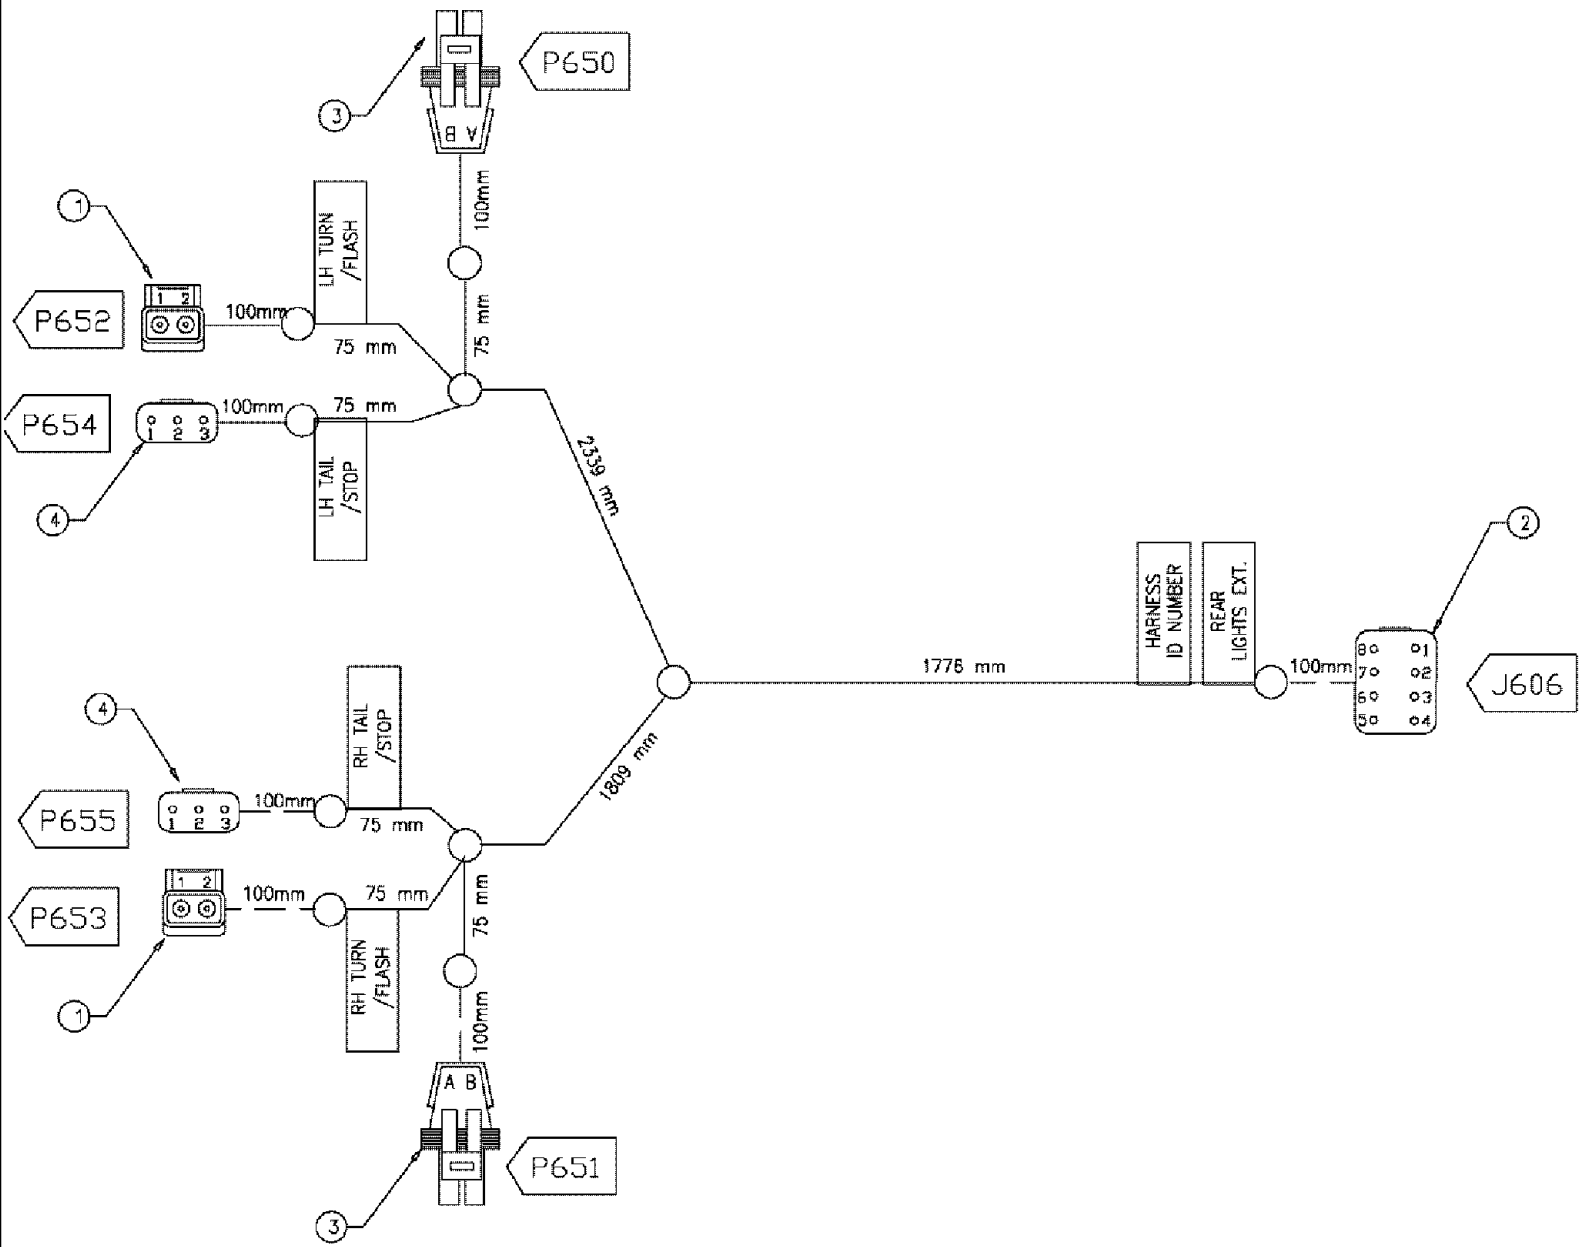 P650
3
B A
100mm
1
LH TURN
/FLASH
1 2
P652
100mm
75 mm
75 mm
P654
1 2 3
100mm
75 mm
LH TAIL
/STOP
4
2339 mm
2
HARNESS
ID NUMBER
REAR
LIGHTS EXT.
1776 mm
100mm
8 1
7 2
6 3
5 4
J606
4
RH TAIL
/STOP
1809 mm
P655
1 2 3
100mm
75 mm
1 2
P653
100mm
75 mm
75 mm
RH TURN
/FLASH
1
100mm
A B
P651
3